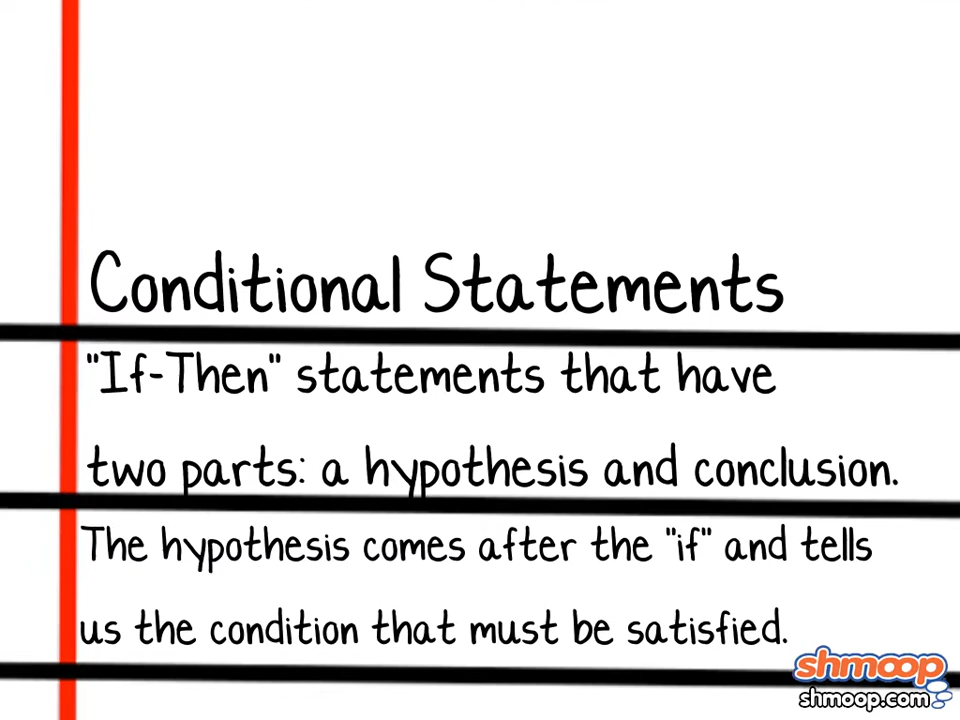 Conditional Statements
"If-Then" statements that have
two parts: a hypothesis and conclusion.
The hypothesis comes after the "if" and tells
us the condition that must be satisfied.
shmoop
shmoop.com